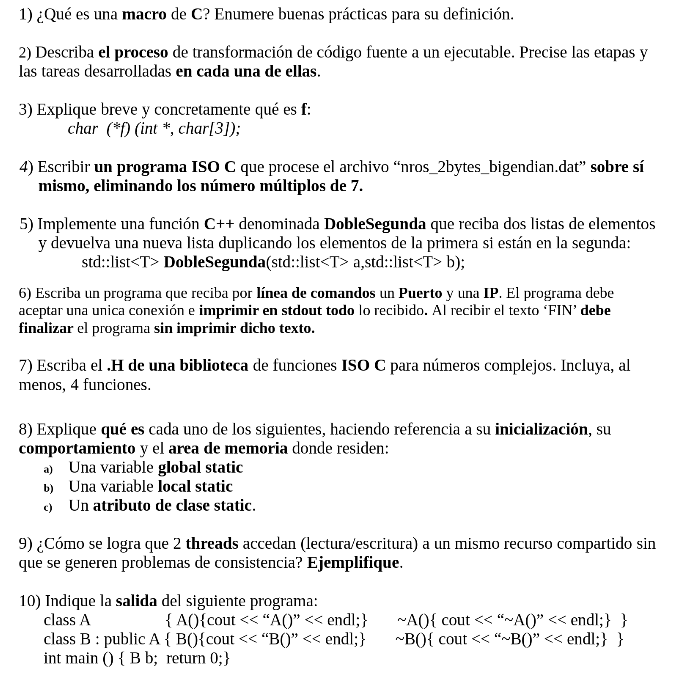 1) ¿Qué es una macro de C? Enumere buenas prácticas para su definición.
2) Describa el proceso de transformación de código fuente a un ejecutable. Precise las etapas y
las tareas desarrolladas en cada una de ellas.
3) Explique breve y concretamente qué es f:
char (*f) (int *, char[3]);
4) Escribir un programa ISO C que procese el archivo “nros_2bytes_bigendian.dat” sobre sí
mismo, eliminando los número múltiplos de 7.
5) Implemente una función C++ denominada DobleSegunda que reciba dos listas de elementos
y devuelva una nueva lista duplicando los elementos de la primera si están en la segunda:
std::list<T> DobleSegunda(std::list<T> a,std::list<T> b);
6) Escriba un programa que reciba por línea de comandos un Puerto y una IP. El programa debe
aceptar una unica conexión e imprimir en stdout todo lo recibido. Al recibir el texto ‘FIN’ debe
finalizar el programa sin imprimir dicho texto.
7) Escriba el .H de una biblioteca de funciones ISO C para números complejos. Incluya, al
menos, 4 funciones.
8) Explique qué es cada uno de los siguientes, haciendo referencia a su inicialización, su
comportamiento y el area de memoria donde residen:
a) Una variable global static
b) Una variable local static
c) Un atributo de clase static.
9) ¿Cómo se logra que 2 threads accedan (lectura/escritura) a un mismo recurso compartido sin
que se generen problemas de consistencia? Ejemplifique.
10) Indique la salida del siguiente programa:
class A { A(){cout << “A()” << endl;} ~A(){ cout << “~A()” << endl;} }
class B : public A { B(){cout << “B()” << endl;} ~B(){ cout << “~B()” << endl;} }
int main () { B b; return 0;}